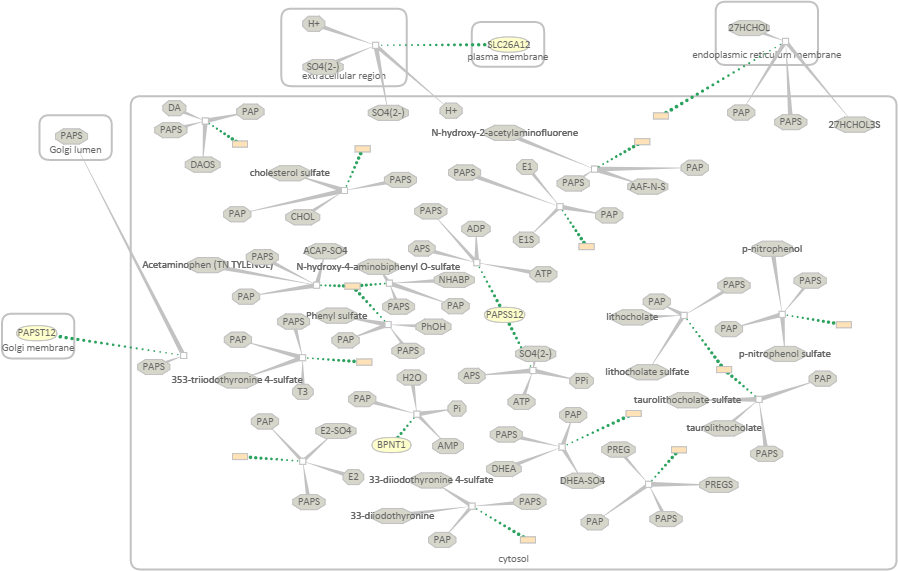 H+
SO4(2-)
extracellular region
SLC26A12
plasma membrane
27HCHOL
endoplasmic reticulum membrane
DA
PAP
PAPS
DAOS
SO4(2-)
H+
PAP
PAPS
27HCHOL3S
PAPS
Golgi lumen
N-hydroxy-2-acetylaminofluorene
cholesterol sulfate
PAPS
PAP
CHOL
PAPS
E1
PAPS
AAF-N-S
PAP
PAPS
ADP
E1S
PAP
APS
ATP
ACAP-SO4
PAPS
Acetaminophen (TN TYLENOL)
PAP
N-hydroxy-4-aminobiphenyl O-sulfate
NHABP
PAPS
PAP
p-nitrophenol
PAPS
PAPS
PAP
lithocholate
PAP
Phenyl sulfate
PhOH
PAPS12
PAPSS12
PAPS
PAP
PAP
PAPS
Golgi membrane
PAPST12
PAPS
SO4(2-)
p-nitrophenol sulfate
lithocholate sulfate
353-triiodothyronine 4-sulfate
T3
H2O
APS
PPi
ATP
PAP
taurolithocholate sulfate
PAP
Pi
PAP
E2-SO4
BPNT1
AMP
PAPS
PAP
taurolithocholate
PAPS
PREG
DHEA
DHEA-SO4
E2
33-diiodothyronine 4-sulfate
PREGS
PAPS
33-diiodothyronine
PAPS
PAP
PAPS
PAP
cytosol